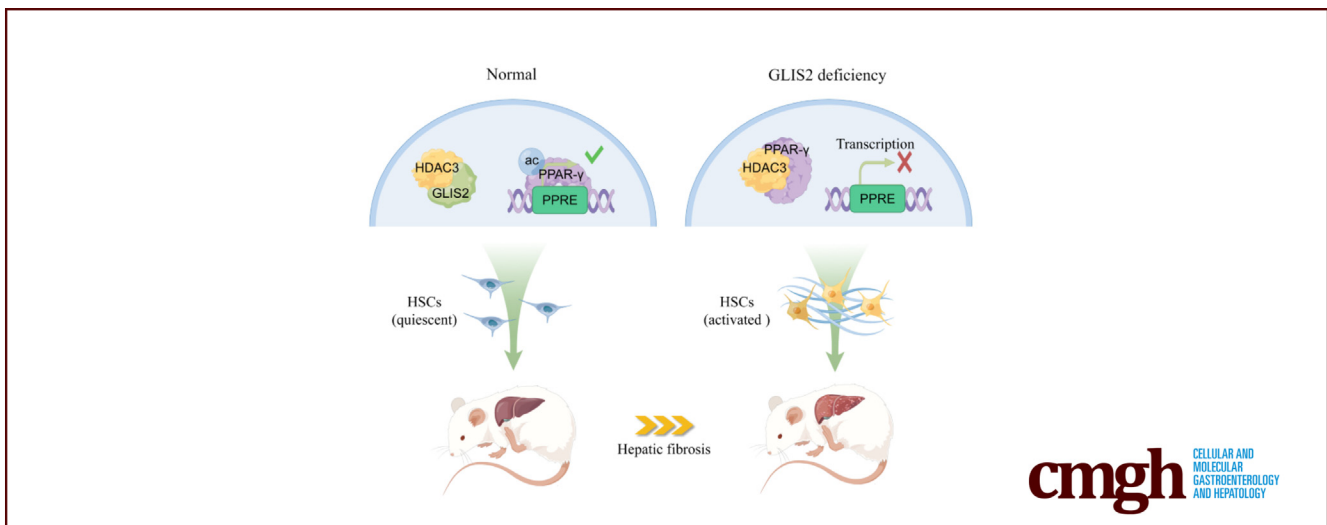 Normal
GLIS2 deficiency
HDAC3
GLIS2
ac
PPAR-γ
PPRE
PPAR-γ
HDAC3
Transcription
PPRE
HSCs
(quiescent)
HSCs
(activated )
Hepatic fibrosis
cmgh
CELLULAR AND
MOLECULAR
GASTROENTEROLOGY
AND HEPATOLOGY